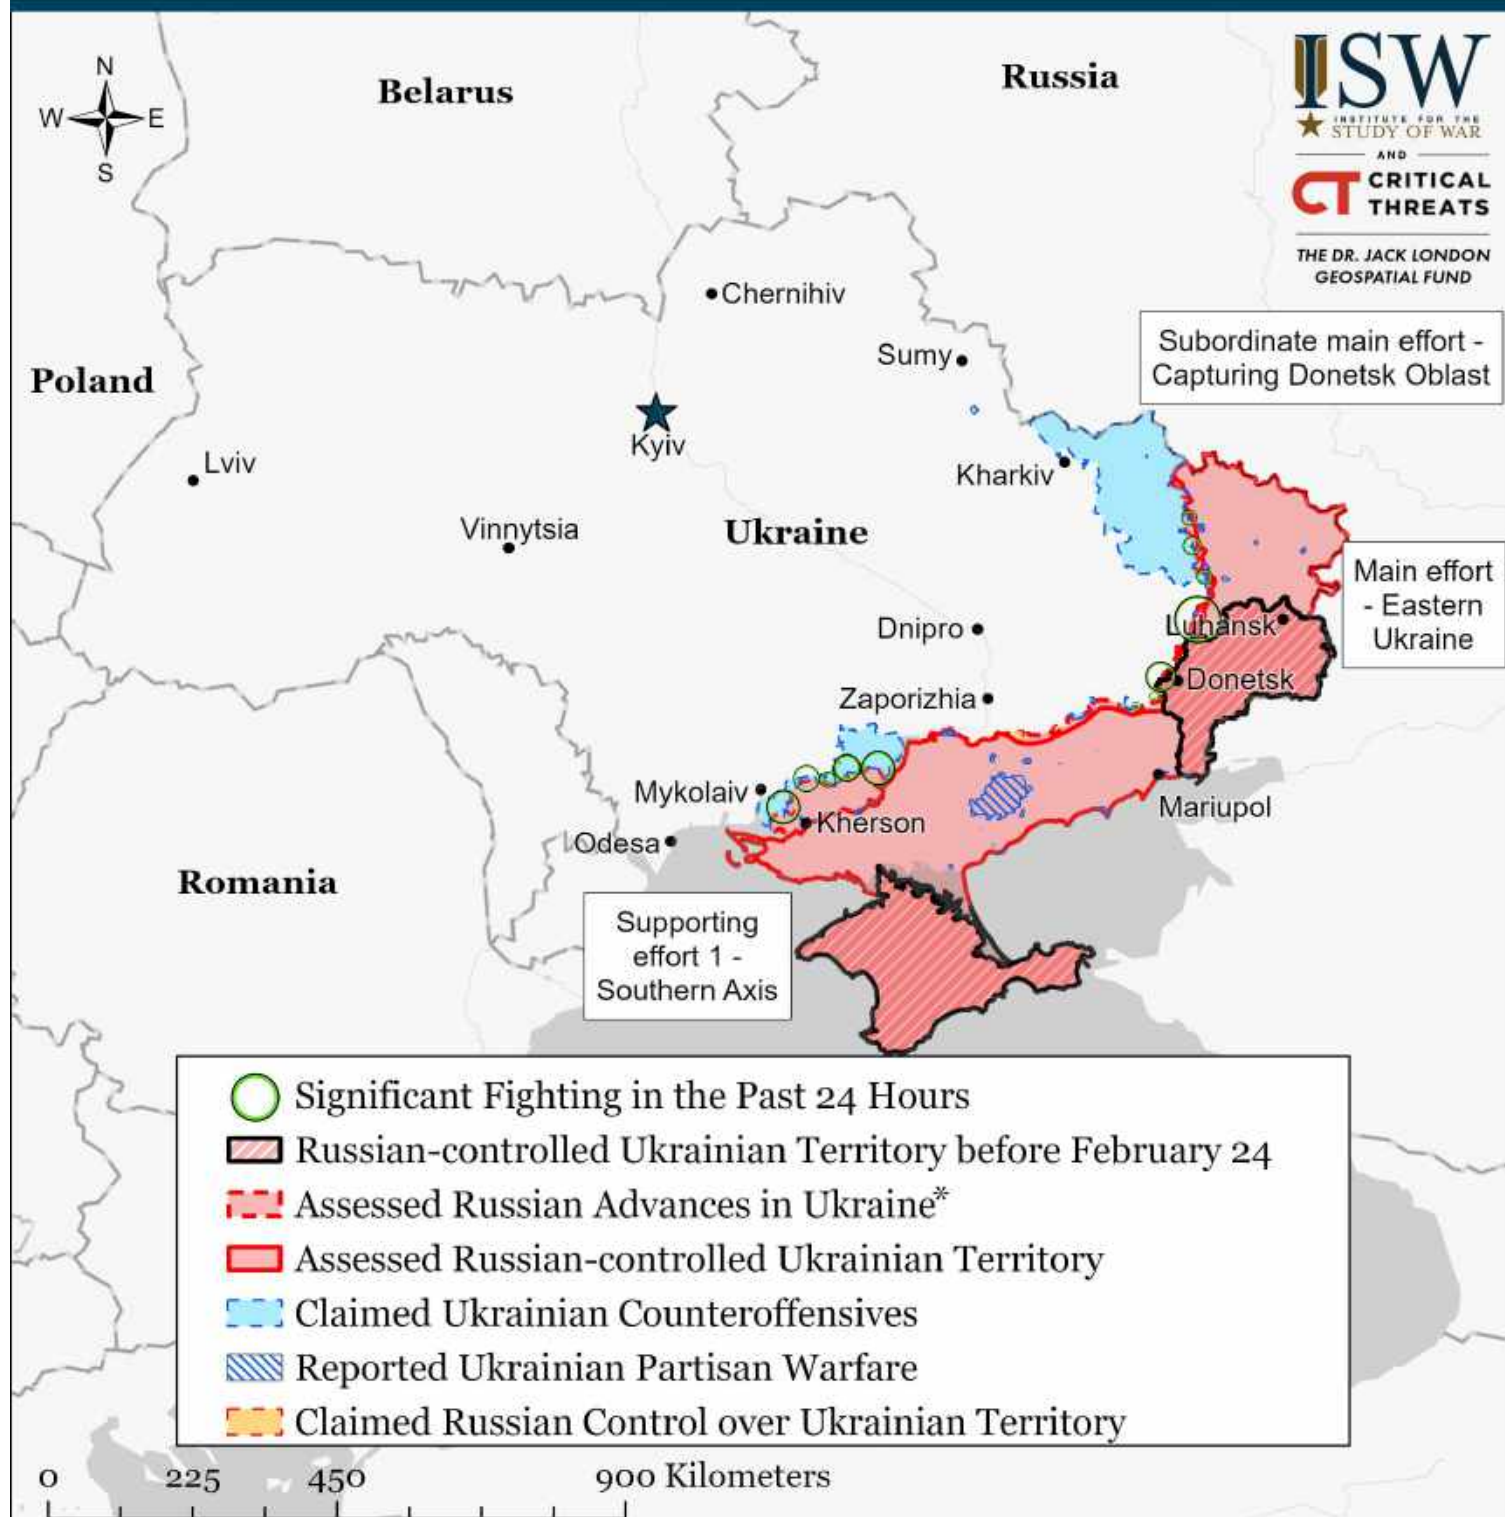 N
W E
S
Belarus
Russia
ISW
INSTITUTE FOR THE
STUDY OF WAR
AND
CT CRITICAL
THREATS
THE DR. JACK LONDON
GEOSPATIAL FUND
Chernihiv
Subordinate main effort -
Capturing Donetsk Oblast
Sumy
Poland
Kyiv
Lviv
Kharkiv
Vinnytsia
Ukraine
Main effort
- Eastern
Ukraine
Dnipro
Luhansk
Donetsk
Zaporizhia
Mykolaiv
Mariupol
Kherson
Odesa
Romania
Supporting
effort 1 -
Southern Axis
Significant Fighting in the Past 24 Hours
Russian-controlled Ukrainian Territory before February 24
Assessed Russian Advances in Ukraine*
Assessed Russian-controlled Ukrainian Territory
Claimed Ukrainian Counteroffensives
Reported Ukrainian Partisan Warfare
Claimed Russian Control over Ukrainian Territory
0 225 450 900 Kilometers